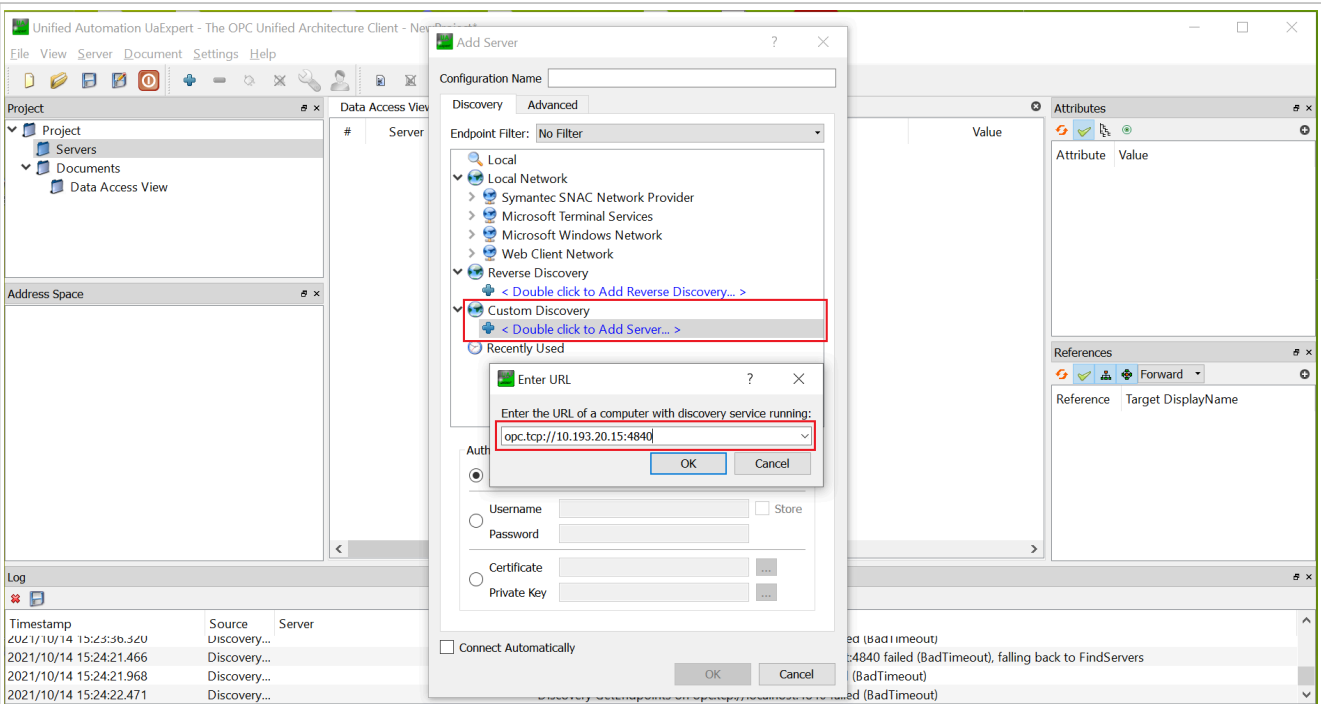 Unified Automation UaExpert - The OPC Unified Architecture Client - New Project*
File View Server Document Settings Help
Project
Project
Servers
Documents
Data Access View
Address Space
Data Access View
# Server
Value
Add Server
Configuration Name
Discovery Advanced
Endpoint Filter: No Filter
Local
Local Network
Symantec SNAC Network Provider
Microsoft Terminal Services
Microsoft Windows Network
Web Client Network
Reverse Discovery
< Double click to Add Reverse Discovery... >
Custom Discovery
< Double click to Add Server... >
Recently Used
Enter URL
Enter the URL of a computer with discovery service running:
opc.tcp://10.193.20.15:4840
OK Cancel
Auth
Username
Store
Password
Certificate
...
Private Key
...
Connect Automatically
OK Cancel
Attributes
Attribute Value
References
Forward
Reference Target DisplayName
Log
Timestamp Source Server
2021/10/14 15:23:36.320 Discovery... ed (BadTimeout)
2021/10/14 15:24:21.466 Discovery... :4840 failed (BadTimeout), falling back to FindServers
2021/10/14 15:24:21.968 Discovery... (BadTimeout)
2021/10/14 15:24:22.471 Discovery... Discovery GetEndpoints on opc.tcp://localhost:4840 failed (BadTimeout)